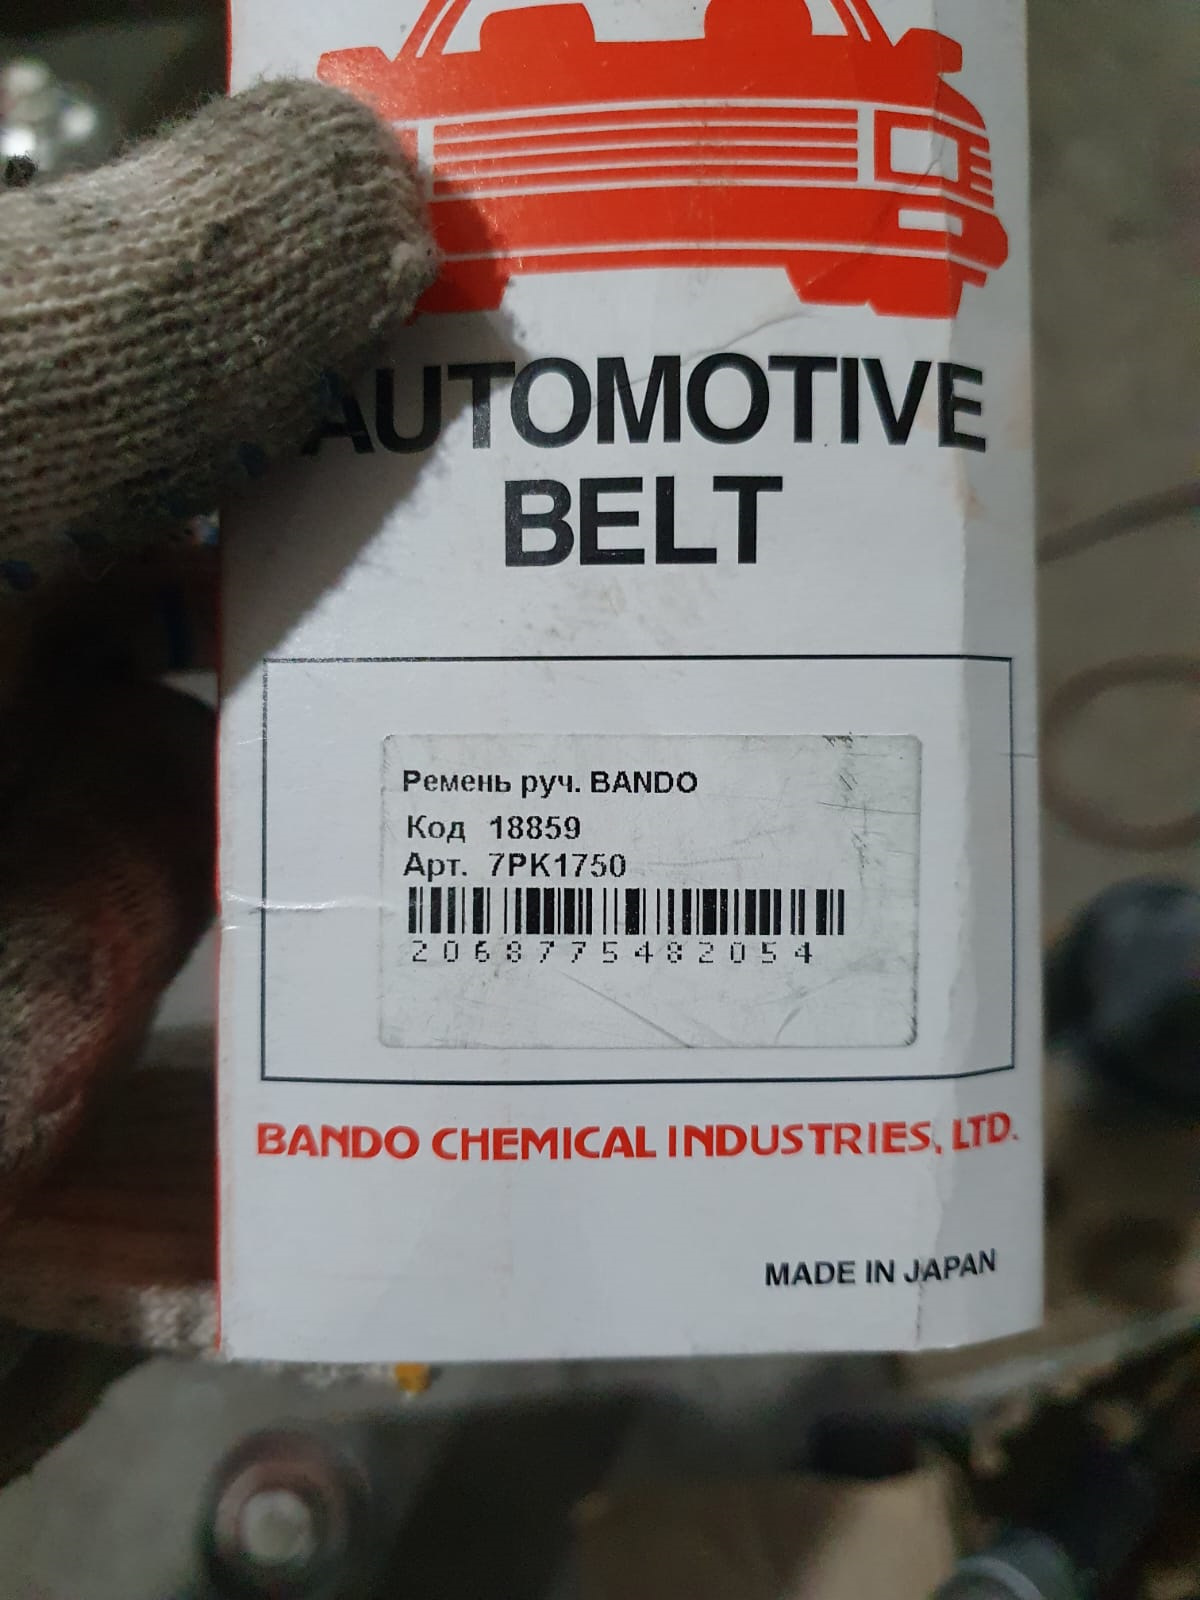 AUTOMOTIVE
BELT
Ремень руч. BANDO
Код 18859
Арт. 7PK1750
2068775482054
BANDO CHEMICAL INDUSTRIES, LTD.
MADE IN JAPAN